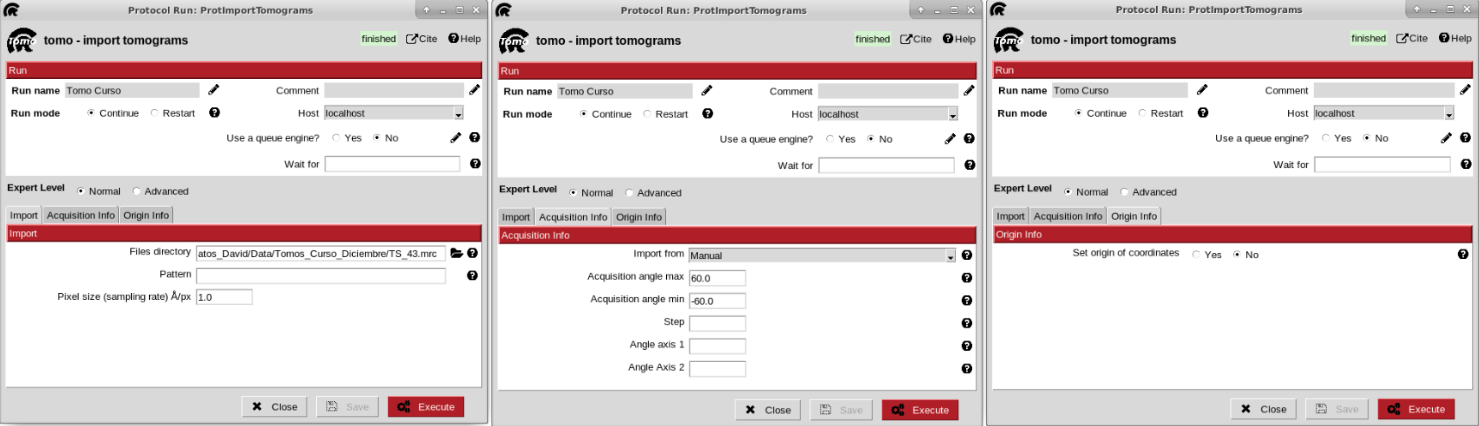 Protocol Run: ProtImportTomograms
Tomo tomo - import tomograms finished Cite Help
Run
Run name Tomo Curso Comment
Run mode Continue Restart Host localhost
Use a queue engine? Yes No
Wait for
Expert Level Normal Advanced
Import Acquisition Info Origin Info
Import
Files directory atos_David/Data/Tomos_Curso_Diciembre/TS_43.mrc
Pattern
Pixel size (sampling rate) Å/px 1.0
Close Save Execute
Protocol Run: ProtImportTomograms
Tomo tomo - import tomograms finished Cite Help
Run
Run name Tomo Curso Comment
Run mode Continue Restart Host localhost
Use a queue engine? Yes No
Wait for
Expert Level Normal Advanced
Import Acquisition Info Origin Info
Acquisition Info
Import from Manual
Acquisition angle max 60.0
Acquisition angle min -60.0
Step
Angle axis 1
Angle Axis 2
Close Save Execute
Protocol Run: ProtImportTomograms
Tomo tomo - import tomograms finished Cite Help
Run
Run name Tomo Curso Comment
Run mode Continue Restart Host localhost
Use a queue engine? Yes No
Wait for
Expert Level Normal Advanced
Import Acquisition Info Origin Info
Origin Info
Set origin of coordinates Yes No
Close Save Execute